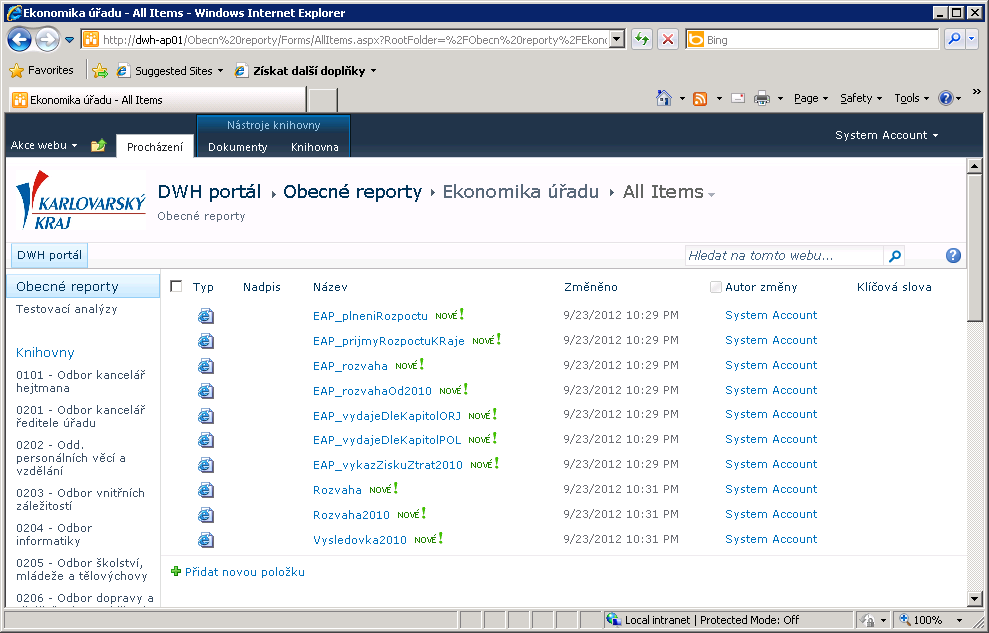 Ekonomika úřadu - All Items - Windows Internet Explorer
http://dwh-ap01/Obecn%20reporty/Forms/AllItems.aspx?RootFolder=%2FObecn%20reporty%2FEkon
Bing
Favorites
Suggested Sites
Získat další doplňky
Ekonomika úřadu - All Items
Page
Safety
Tools
Nástroje knihovny
System Account
Akce webu
Procházení
Dokumenty
Knihovna
KARLOVARSKÝ
KRAJ
DWH portál
Obecné reporty
Ekonomika úřadu
All Items
Obecné reporty
DWH portál
Hledat na tomto webu...
Obecné reporty
Testovací analýzy
Knihovny
0101 - Odbor kancelář
hejtmana
0201 - Odbor kancelář
ředitele úřadu
0202 - Odd.
personálních věcí a
vzdělání
0203 - Odbor vnitřních
záležitostí
0204 - Odbor
informatiky
0205 - Odbor školství,
mládeže a tělovýchovy
0206 - Odbor dopravy a
Typ Nadpis Název Změněno Autor změny Klíčová slova
EAP_plneniRozpoctu NOVÉ! 9/23/2012 10:29 PM System Account
EAP_prijmyRozpoctuKRaje NOVÉ! 9/23/2012 10:29 PM System Account
EAP_rozvaha NOVÉ! 9/23/2012 10:29 PM System Account
EAP_rozvahaOd2010 NOVÉ! 9/23/2012 10:29 PM System Account
EAP_vydajeDleKapitolORJ NOVÉ! 9/23/2012 10:29 PM System Account
EAP_vydajeDleKapitolPOL NOVÉ! 9/23/2012 10:29 PM System Account
EAP_vykazZiskuZtrat2010 NOVÉ! 9/23/2012 10:29 PM System Account
Rozvaha NOVÉ! 9/23/2012 10:31 PM System Account
Rozvaha2010 NOVÉ! 9/23/2012 10:31 PM System Account
Vysledovka2010 NOVÉ! 9/23/2012 10:31 PM System Account
Přidat novou položku
Local intranet | Protected Mode: Off
100%